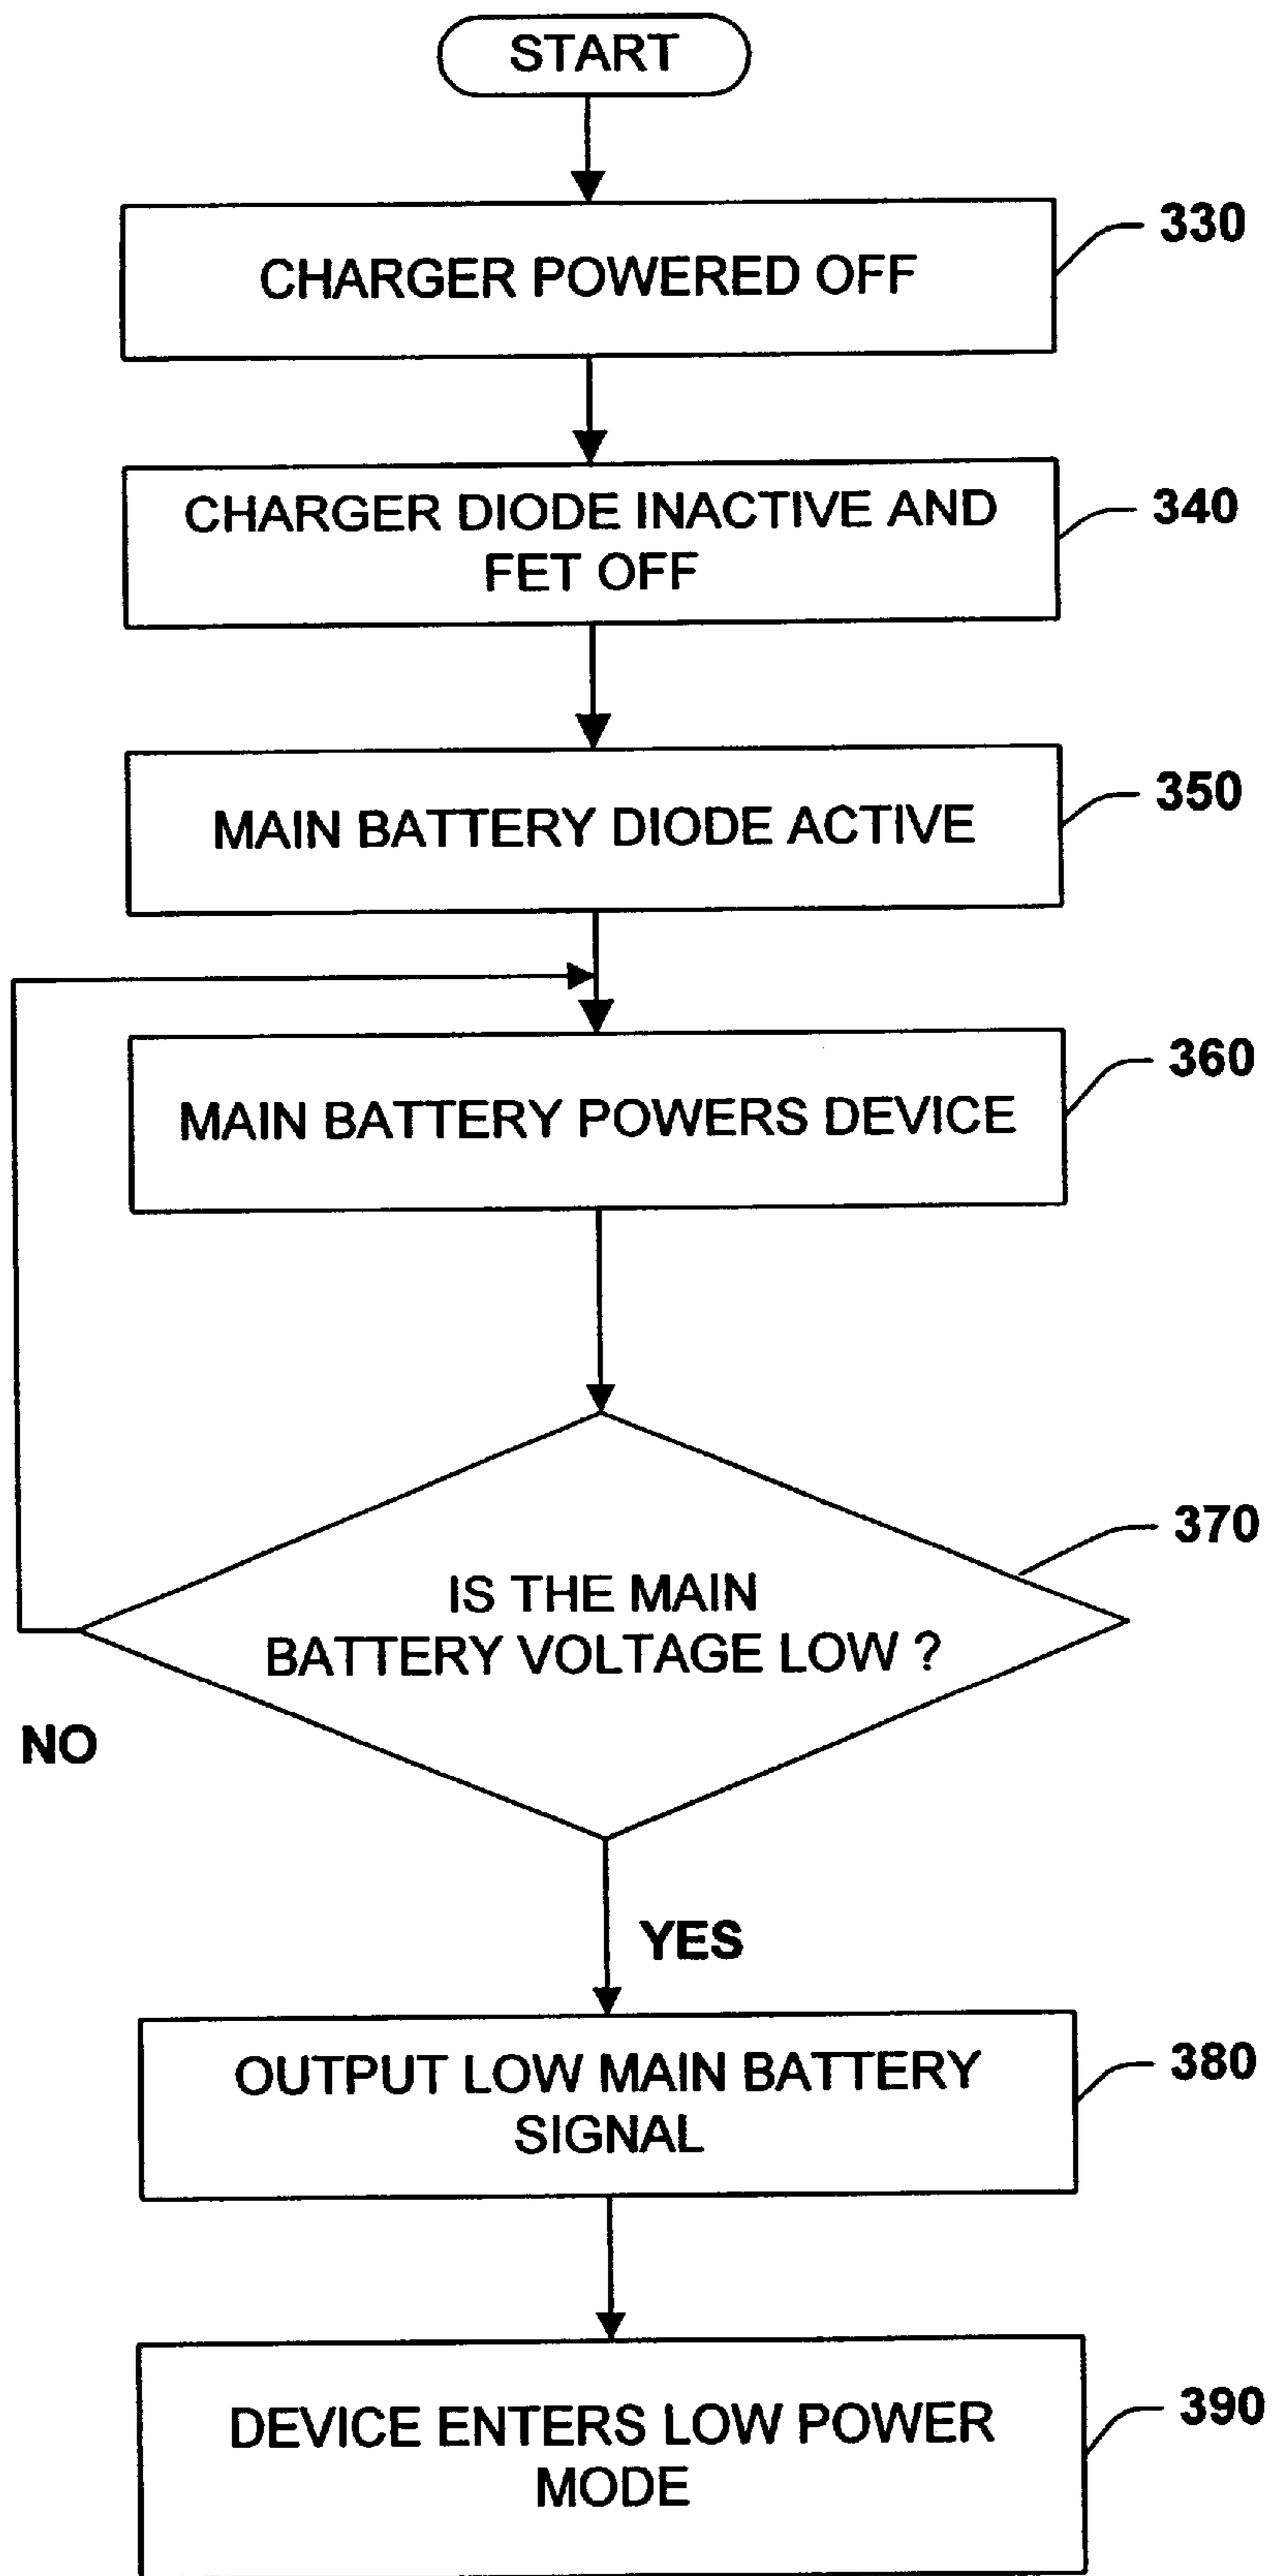 START
CHARGER POWERED OFF
330
CHARGER DIODE INACTIVE AND
FET OFF
340
MAIN BATTERY DIODE ACTIVE
350
MAIN BATTERY POWERS DEVICE
360
IS THE MAIN
BATTERY VOLTAGE LOW ?
370
NO
YES
OUTPUT LOW MAIN BATTERY
SIGNAL
380
DEVICE ENTERS LOW POWER
MODE
390